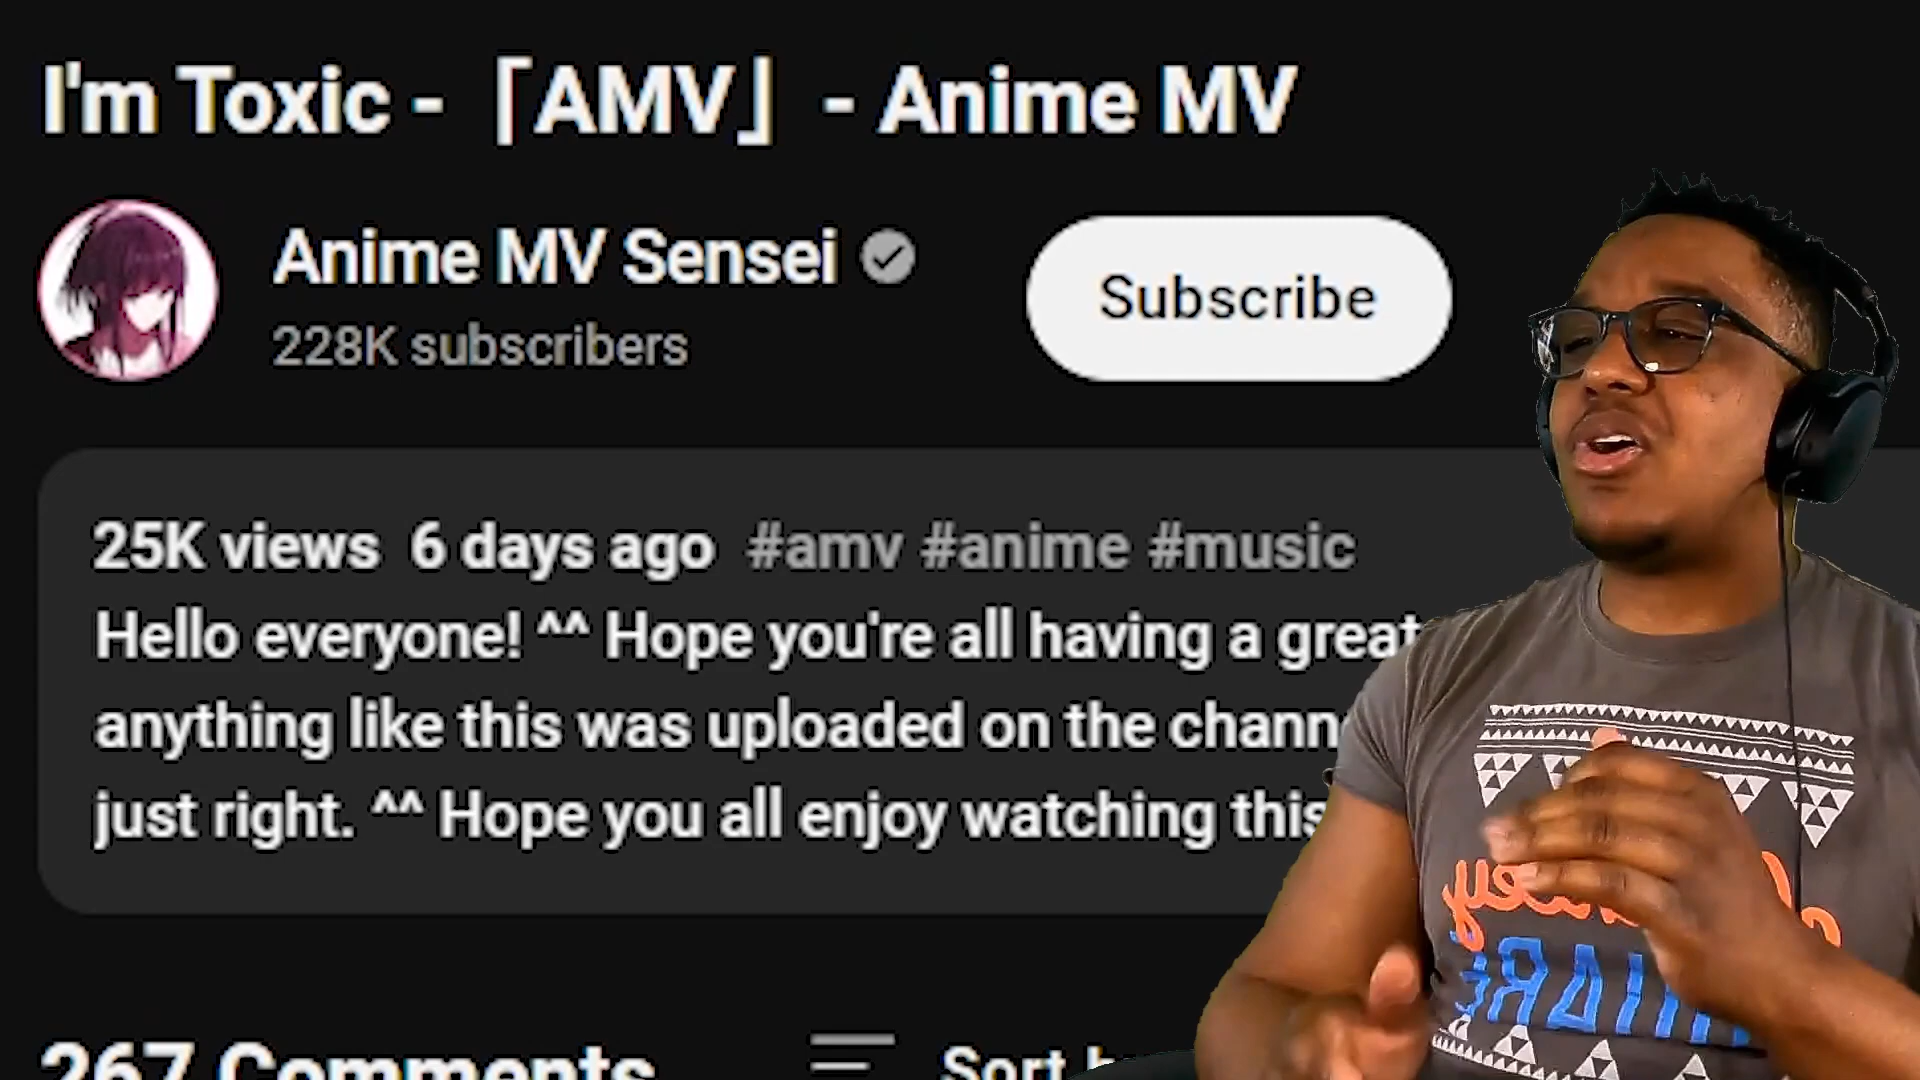 I'm Toxic -「AMV」- Anime MV
Anime MV Sensei
228K subscribers
Subscribe
25K views 6 days ago #amv #anime #music
Hello everyone! ^^ Hope you're all having a great
anything like this was uploaded on the
just right. ^^ Hope you all enjoy watching this
267 Comments
Sort